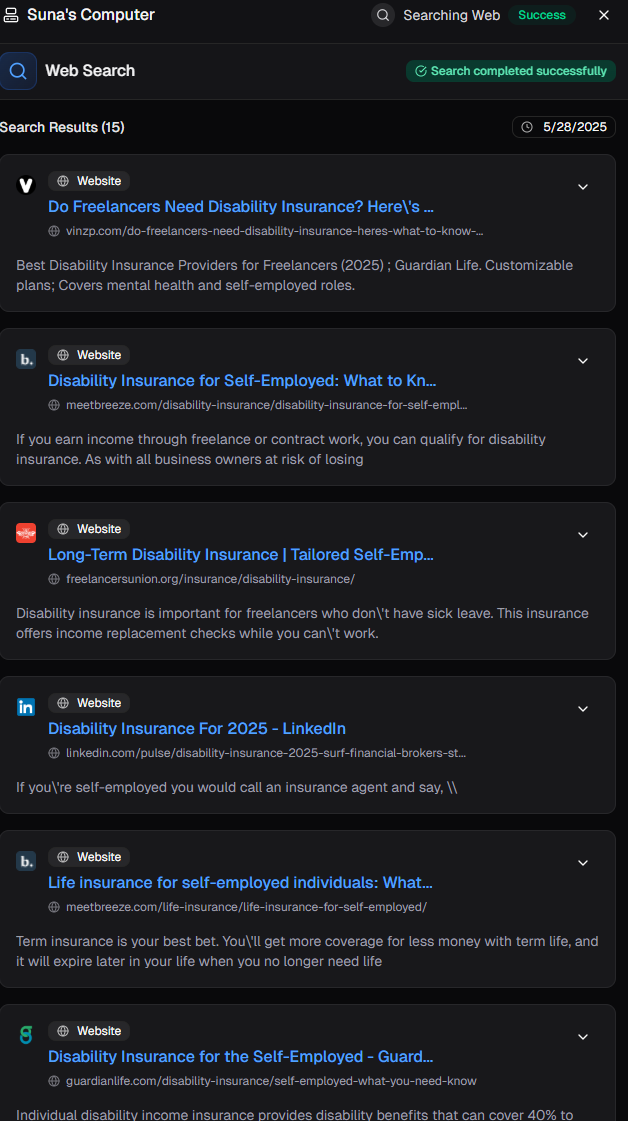 Suna's Computer
Searching Web
Success
Web Search
Search completed successfully
Search Results (15)
5/28/2025
Website
Do Freelancers Need Disability Insurance? Here\'s ...
vinzp.com/do-freelancers-need-disability-insurance-heres-what-to-know-...
Best Disability Insurance Providers for Freelancers (2025) ; Guardian Life. Customizable
plans; Covers mental health and self-employed roles.
b.
Website
Disability Insurance for Self-Employed: What to Kn...
meetbreeze.com/disability-insurance/disability-insurance-for-self-empl...
If you earn income through freelance or contract work, you can qualify for disability
insurance. As with all business owners at risk of losing
Website
Long-Term Disability Insurance | Tailored Self-Emp...
freelancersunion.org/insurance/disability-insurance/
Disability insurance is important for freelancers who don\'t have sick leave. This insurance
offers income replacement checks while you can\'t work.
in
Website
Disability Insurance For 2025 - LinkedIn
linkedin.com/pulse/disability-insurance-2025-surf-financial-brokers-st...
If you\'re self-employed you would call an insurance agent and say, \\
b.
Website
Life insurance for self-employed individuals: What...
meetbreeze.com/life-insurance/life-insurance-for-self-employed/
Term insurance is your best bet. You\'ll get more coverage for less money with term life, and
it will expire later in your life when you no longer need life
Website
Disability Insurance for the Self-Employed - Guard...
guardianlife.com/disability-insurance/self-employed-what-you-need-know
Individual disability income insurance provides disability benefits that can cover 40% to